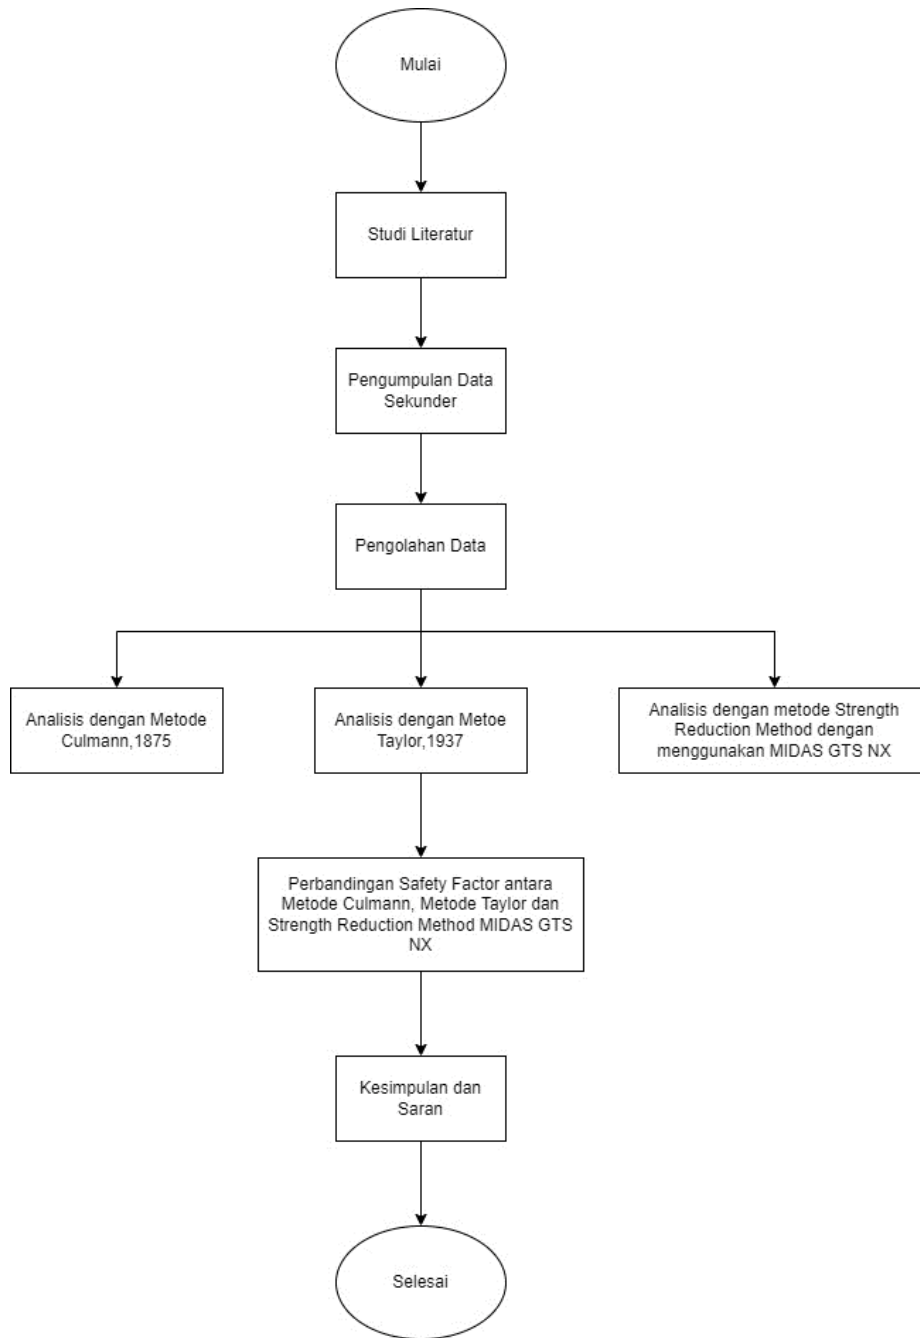 Mulai
Studi Literatur
Pengumpulan Data
Sekunder
Pengolahan Data
Analisis dengan Metode
Culmann,1875
Analisis dengan Metoe
Taylor,1937
Analisis dengan metode Strength
Reduction Method dengan
menggunakan MIDAS GTS NX
Perbandingan Safety Factor antara
Metode Culmann, Metode Taylor dan
Strength Reduction Method MIDAS GTS
NX
Kesimpulan dan
Saran
Selesai